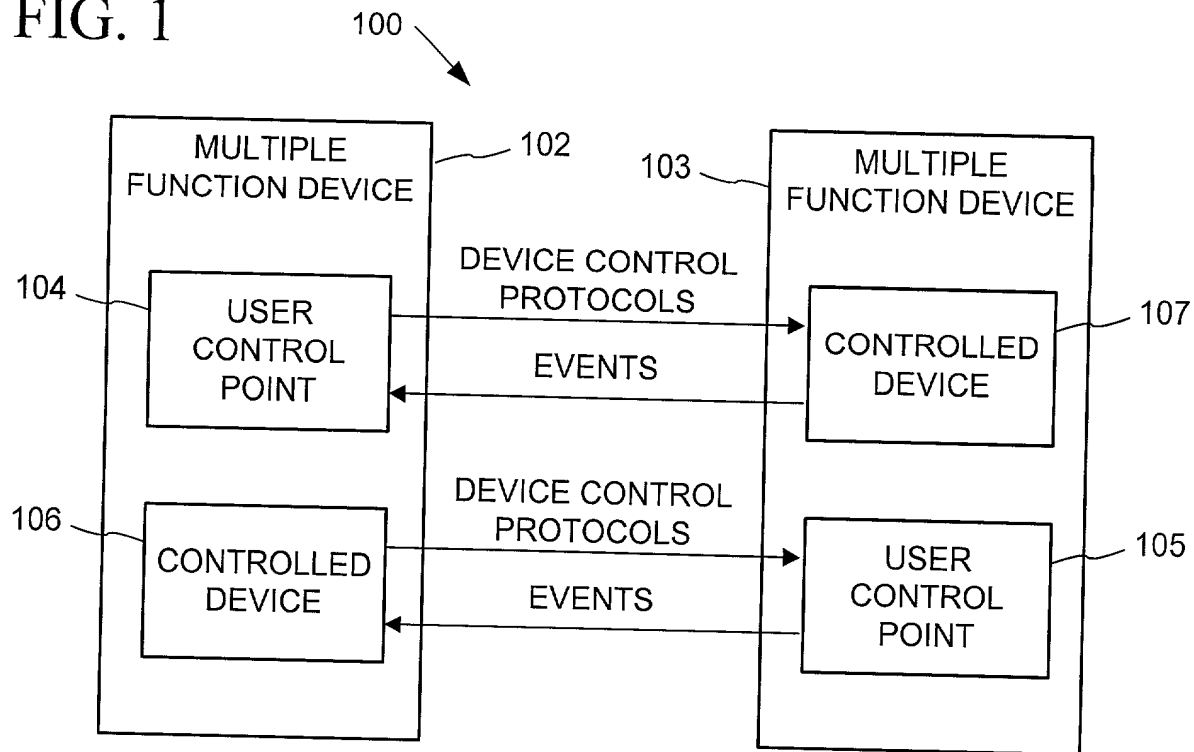 FIG. 1
100
MULTIPLE
FUNCTION DEVICE
102
103
MULTIPLE
FUNCTION DEVICE
104
USER
CONTROL
POINT
DEVICE CONTROL
PROTOCOLS
EVENTS
CONTROLLED
DEVICE
107
106
CONTROLLED
DEVICE
DEVICE CONTROL
PROTOCOLS
EVENTS
USER
CONTROL
POINT
105